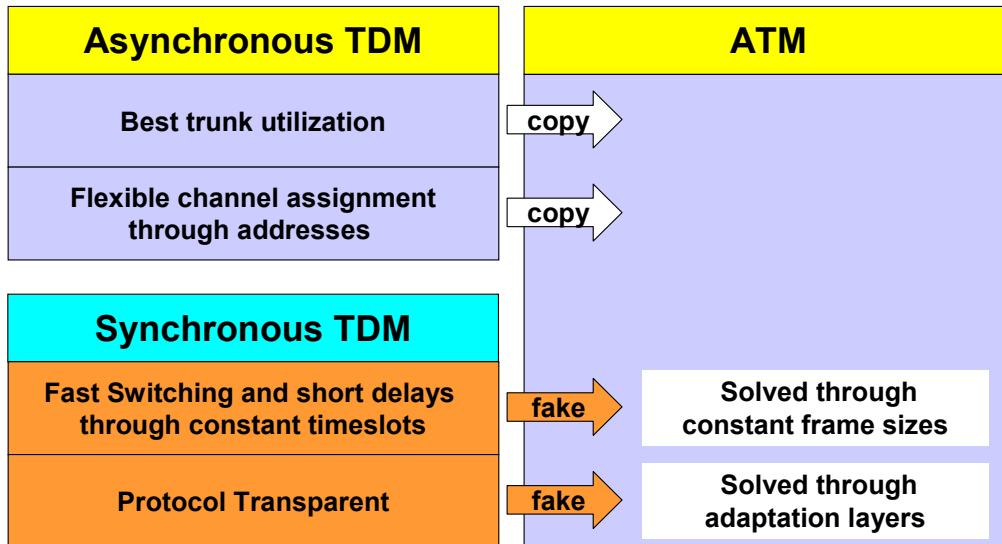 Asynchronous TDM
ATM
Best trunk utilization
copy
Flexible channel assignment
through addresses
copy
Synchronous TDM
Fast Switching and short delays
through constant timeslots
fake
Solved through
constant frame sizes
Protocol Transparent
fake
Solved through
adaptation layers